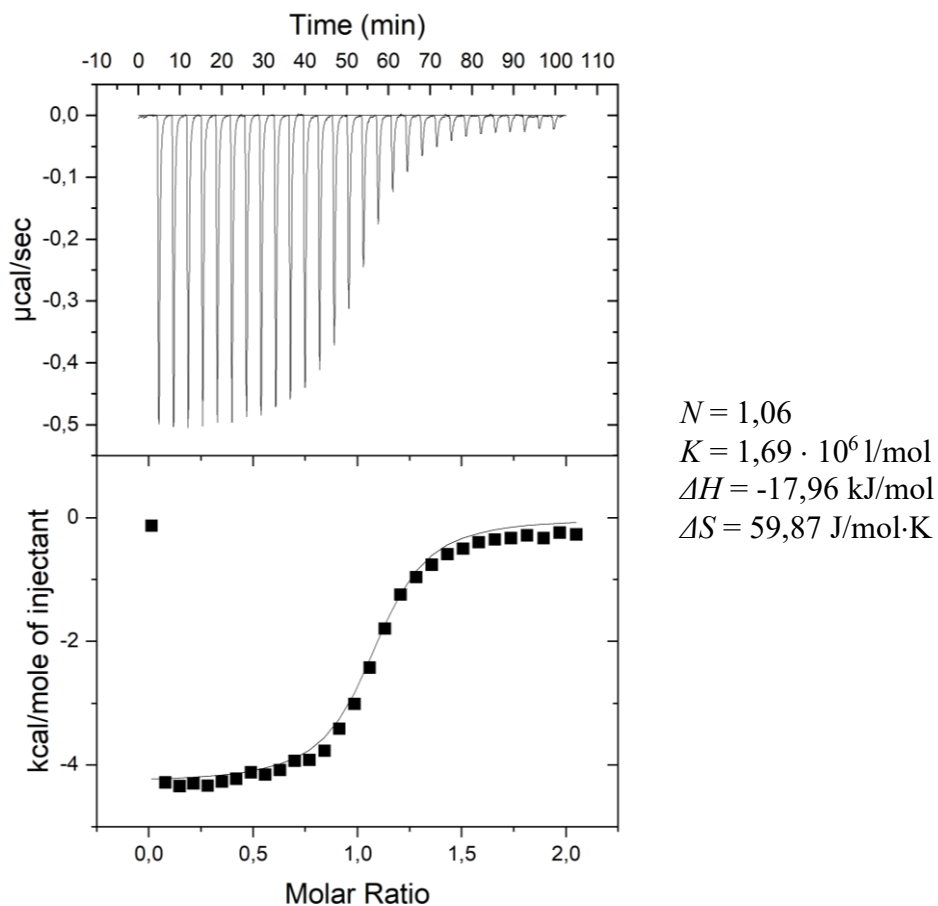 Time (min)
-10 0 10 20 30 40 50 60 70 80 90 100 110
0,0
-0,1
-0,2
-0,3
-0,4
-0,5
µcal/sec
0
-2
-4
kcal/mole of injectant
0,0 0,5 1,0 1,5 2,0
Molar Ratio
N = 1,06
K = 1,69 · 10⁶ l/mol
ΔH = -17,96 kJ/mol
ΔS = 59,87 J/mol·K